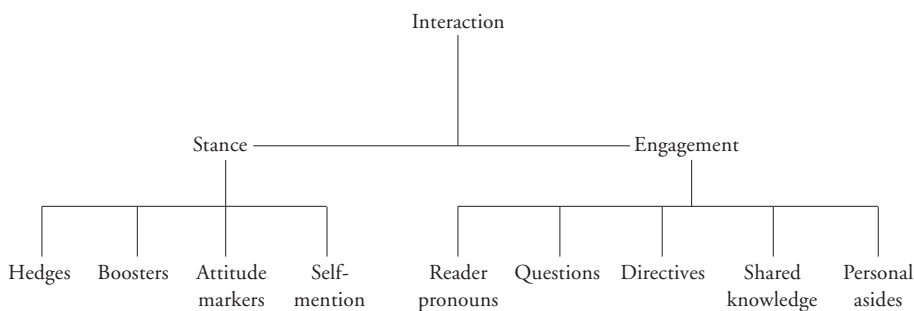 Interaction
Stance Engagement
Hedges Boosters Attitude Self- Reader Questions Directives Shared Personal
markers mention pronouns knowledge asides